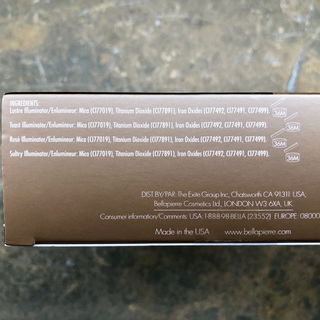 INGREDIENTS:
Lustre Illuminator/Enlumineur: Mica (CI77019), Titanium Dioxide (CI77891), Iron Oxides (CI77492, CI77491, CI77499). 36M
Toast Illuminator/Enlumineur: Mica (CI77019), Titanium Dioxide (CI77891), Iron Oxides (CI77492, CI77491, CI77499). 36M
Rosé Illuminator/Enlumineur: Mica (CI77019), Titanium Dioxide (CI77891), Iron Oxides (CI77492, CI77491, CI77499). 36M
Sultry Illuminator/Enlumineur: Mica (CI77019), Titanium Dioxide (CI77891), Iron Oxides (CI77492, CI77491, CI77499). 36M
DIST. BY/PAR: The Exite Group Inc, Chatsworth CA 91311 USA,
Bellapierre Cosmetics Ltd, LONDON W3 6XA, UK
Consumer information/Comments: USA: 1-888-98-BELLA (23552) EUROPE: 08000
Made in the USA www.bellapierre.com